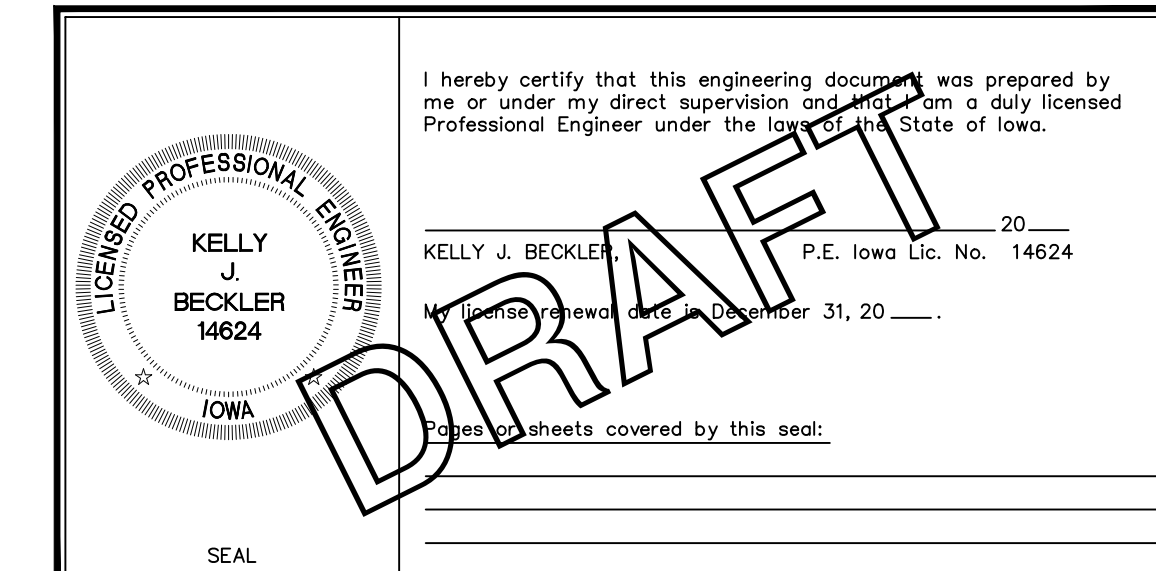 LICENSED PROFESSIONAL ENGINEER
KELLY
J.
BECKLER
14624
IOWA
SEAL
I hereby certify that this engineering document was prepared by
me or under my direct supervision and that I am a duly licensed
Professional Engineer under the laws of the State of Iowa.
20
KELLY J. BECKLER, P.E. Iowa Lic. No. 14624
My license renewal date is December 31, 20 ____ .
Pages or sheets covered by this seal:
DRAFT